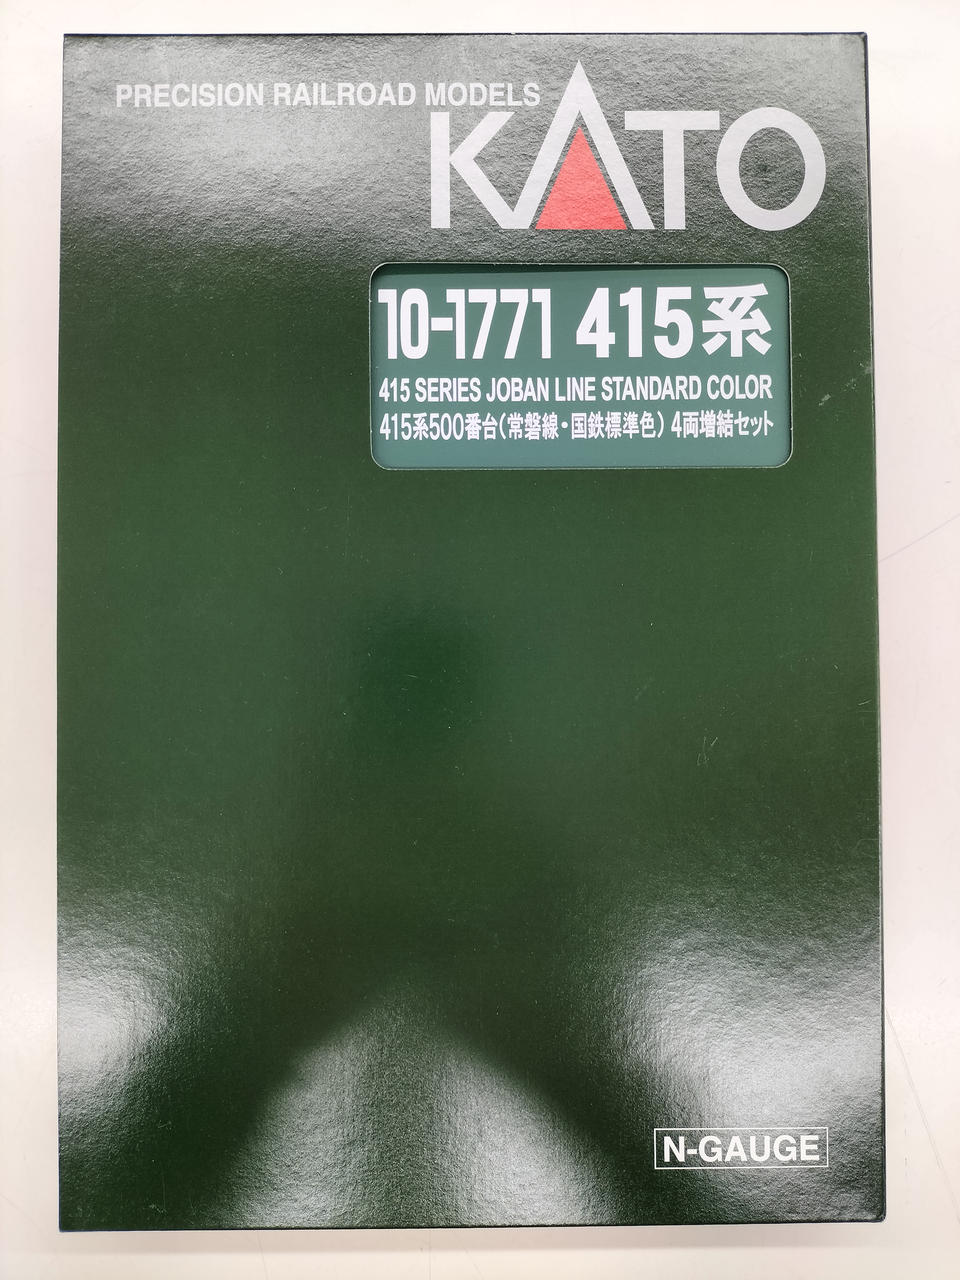 PRECISION RAILROAD MODELS
KATO
10-1771 415系
415 SERIES JOBAN LINE STANDARD COLOR
415系500番台(常磐線・国鉄標準色) 4両増結セット
N-GAUGE